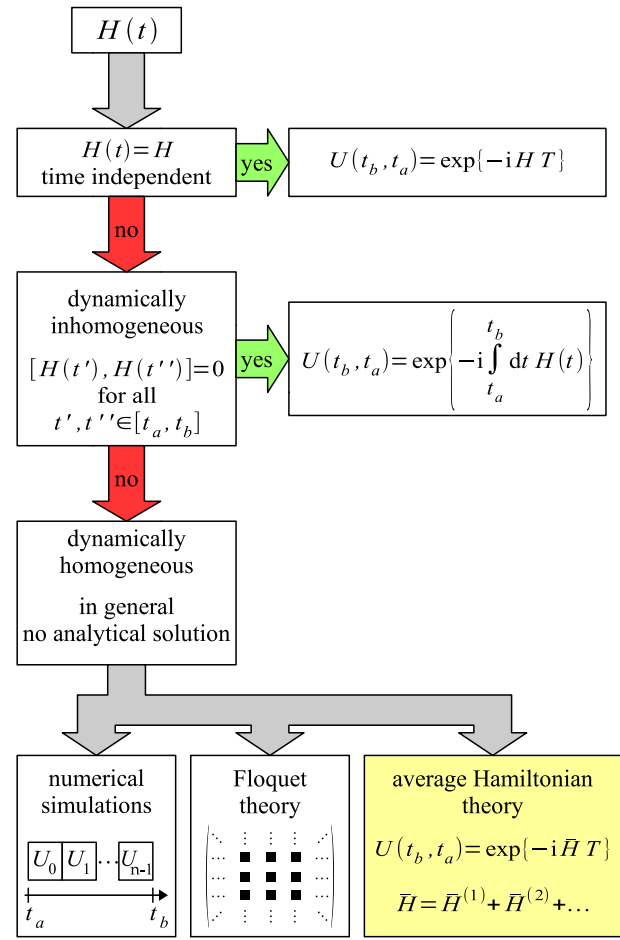 H(t)
H(t)=H
time independent
yes
U(t_b,t_a)=exp{−i H T}
no
dynamically
inhomogeneous
[H(t'),H(t'')]=0
for all
t',t''∈[t_a,t_b]
yes
U(t_b,t_a)=exp{−i∫_{t_a}^{t_b} dt H(t)}
no
dynamically
homogeneous
in general
no analytical solution
numerical
simulations
U_0 U_1 … U_{n-1}
t_a t_b
Floquet
theory
average Hamiltonian
theory
U(t_b,t_a)=exp{−i H̄ T}
H̄=H̄^{(1)}+H̄^{(2)}+…